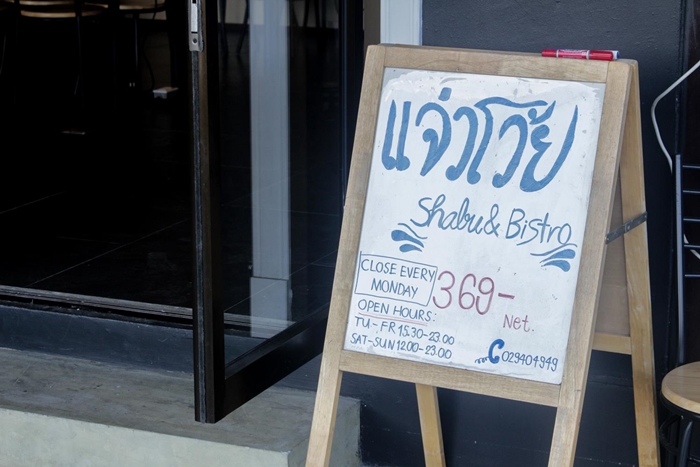 แจ่วโว้ย
Shabu & Bistro
CLOSE EVERY
MONDAY
369-
Net.
OPEN HOURS:
TU-FR 15.30-23.00
SAT-SUN 12.00-23.00
029404949